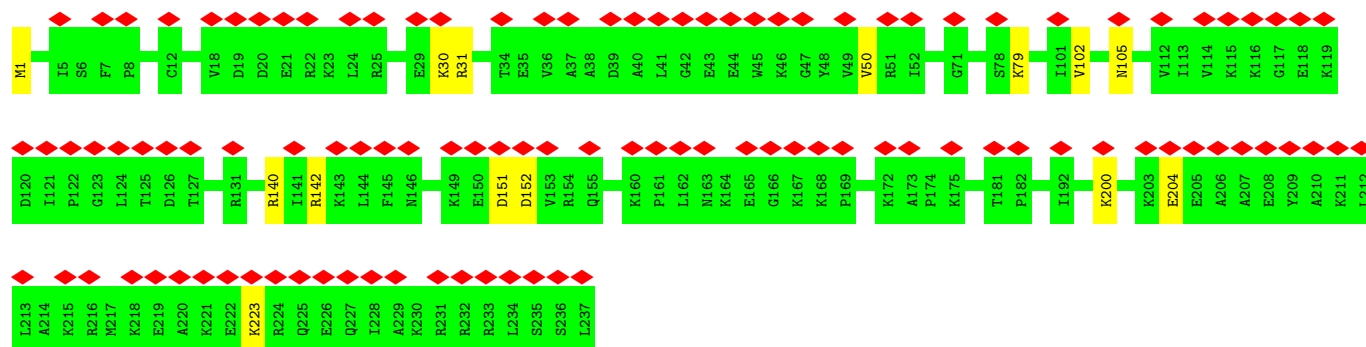 M1 I5 S6 F7 P8 C12 V18 D19 D20 E21 R22 K23 L24 R25 E29 K30 R31 T34 E35 V36 A37 A38 D39 A40 L41 G42 E43 E44 W45 K46 G47 Y48 V49 V50 R51 I52 G71 S78 K79 I101 V102 N105 V112 I113 V114 K115 K116 G117 E118 K119
D120 I121 P122 G123 L124 T125 D126 T127 R131 R140 I141 R142 K143 L144 F145 N146 K149 E150 D151 D152 V153 R154 Q155 K160 P161 L162 N163 K164 E165 G166 K167 K168 P169 K172 A173 P174 K175 T181 P182 I192 K200 K203 E204 E205 A206 A207 E208 Y209 A210 K211 L212
L213 A214 K215 R216 M217 K218 E219 A220 K221 E222 K223 R224 Q225 E226 Q227 I228 A229 K230 R231 R232 R233 L234 S235 S236 L237